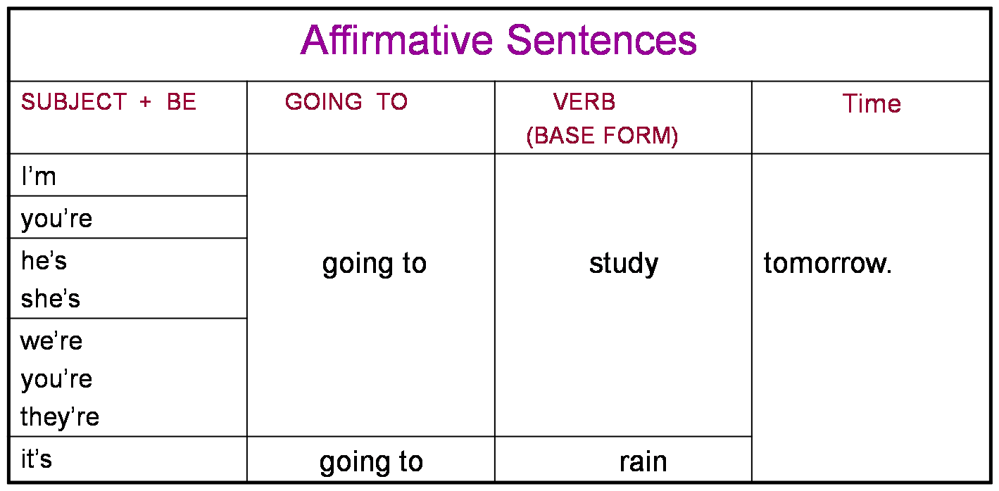 Affirmative Sentences
SUBJECT + BE GOING TO VERB Time
(BASE FORM)
I’m
you’re
he’s going to study tomorrow.
she’s
we’re
you’re
they’re
it’s going to rain